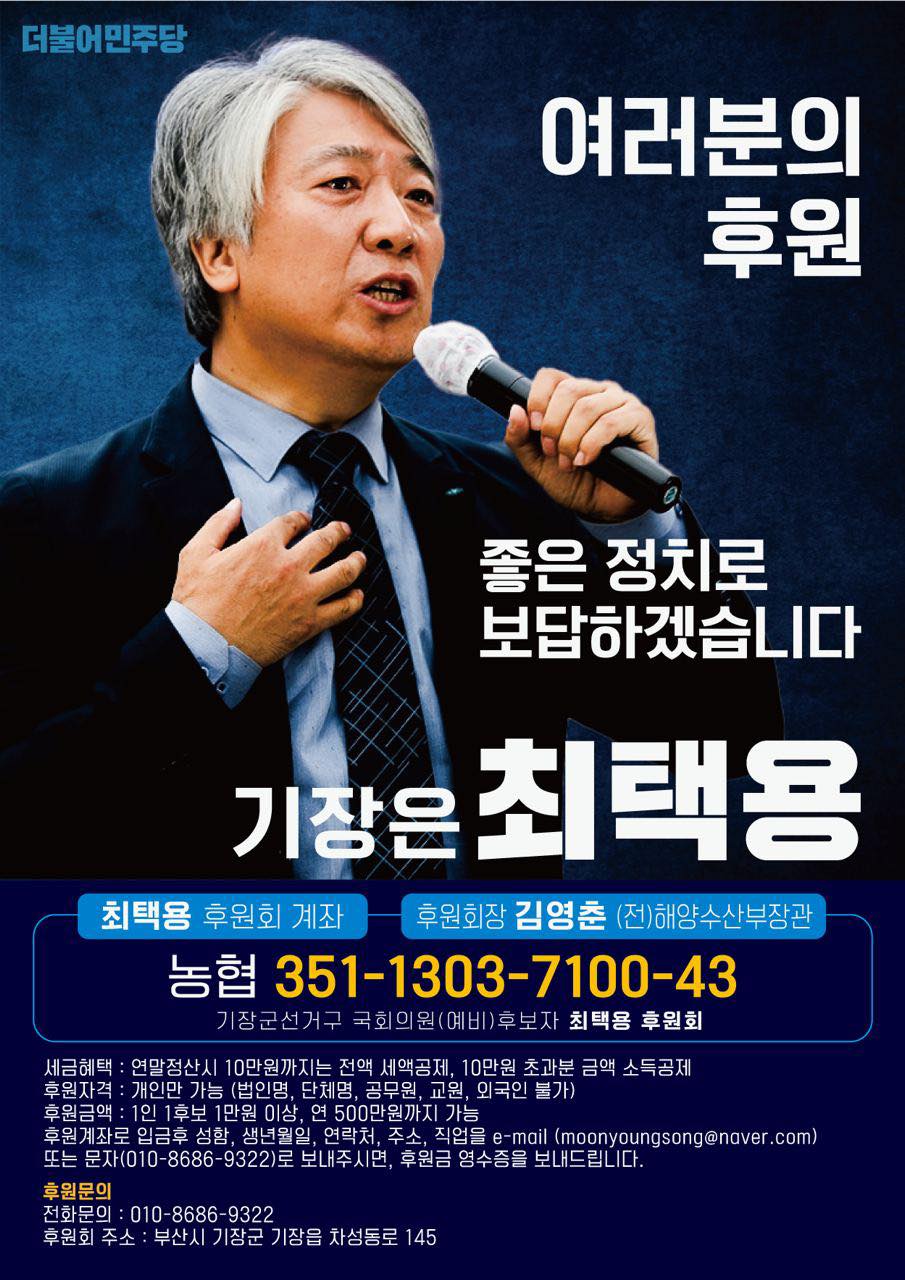 더불어민주당
여러분의
후원
좋은 정치로
보답하겠습니다
기장은 최택용
최택용 후원회 계좌
후원회장 김영춘 (전)해양수산부장관
농협 351-1303-7100-43
기장군선거구 국회의원(예비)후보자 최택용 후원회
세금혜택 : 연말정산시 10만원까지는 전액 세액공제, 10만원 초과분 금액 소득공제
후원자격 : 개인만 가능 (법인명, 단체명, 공무원, 교원, 외국인 불가)
후원금액 : 1인 1후보 1만원 이상, 연 500만원까지 가능
후원계좌로 입금후 성함, 생년월일, 연락처, 주소, 직업을 e-mail (moonyoungsong@naver.com)
또는 문자(010-8686-9322)로 보내주시면, 후원금 영수증을 보내드립니다.
후원문의
전화문의 : 010-8686-9322
후원회 주소 : 부산시 기장군 기장읍 차성동로 145